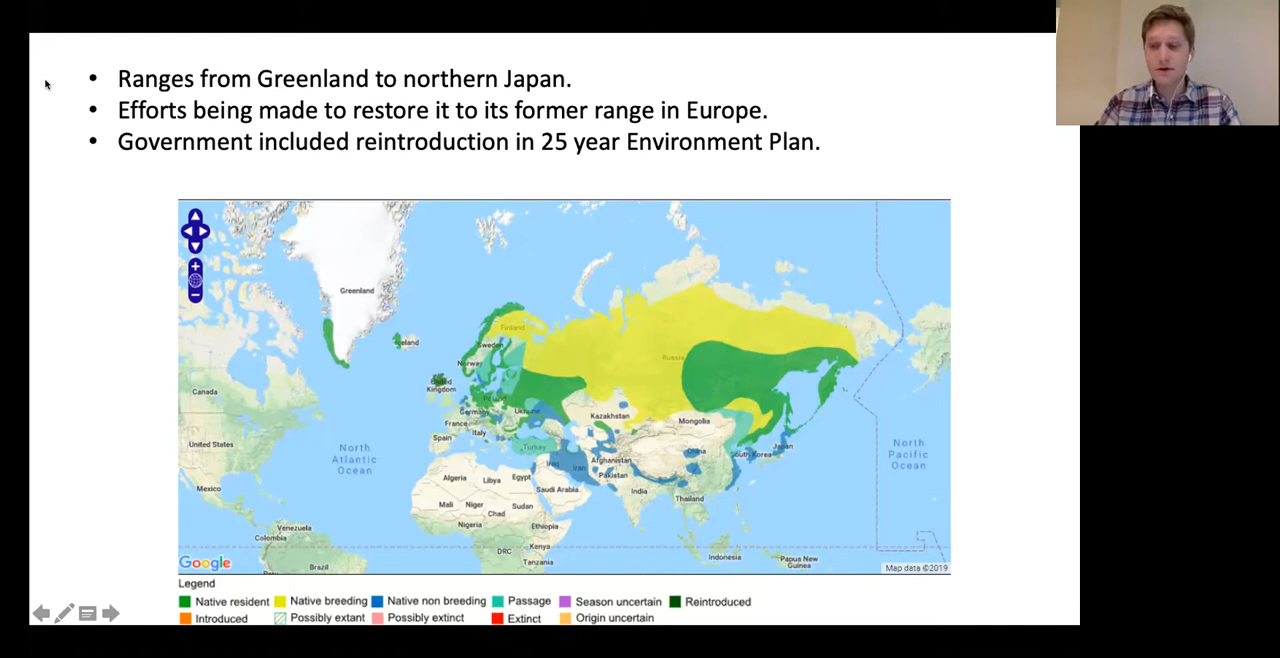 • Ranges from Greenland to northern Japan.
• Efforts being made to restore it to its former range in Europe.
• Government included reintroduction in 25 year Environment Plan.
Greenland
Iceland
Finland
Sweden
Norway
Russia
United
Kingdom
Canada
Poland
Germany
Ukraine
Kazakhstan
Mongolia
France
Italy
Spain
Turkey
United States
North
Atlantic
Ocean
China
Japan
South Korea
North
Pacific
Ocean
Afghanistan
Iraq
Iran
Pakistan
Algeria
Libya
Egypt
Saudi Arabia
India
Mexico
Thailand
Mali
Niger
Sudan
Chad
Nigeria
Ethiopia
Venezuela
Colombia
Kenya
DRC
Tanzania
Indonesia
Papua New
Guinea
Brazil
Google
Map data ©2019
Legend
Native resident Native breeding Native non breeding Passage Season uncertain Reintroduced
Introduced Possibly extant Possibly extinct Extinct Origin uncertain